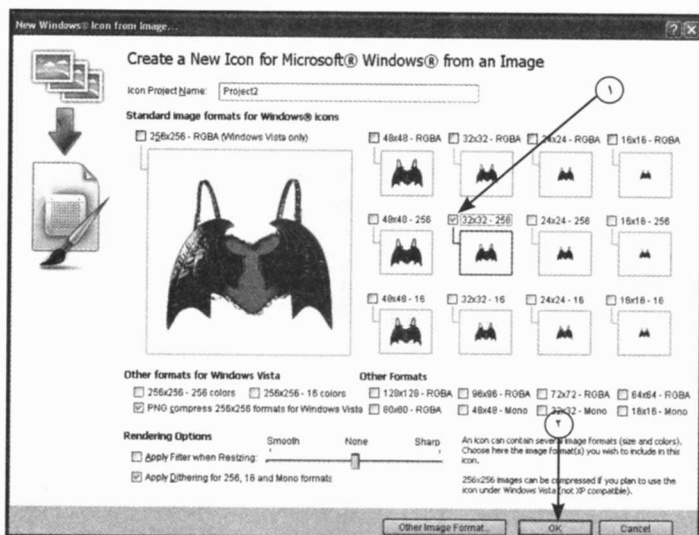 New Windows® Icon from Image...
Create a New Icon for Microsoft® Windows® from an Image
Icon Project Name: Project2
Standard image formats for Windows® icons
256x256 - RGBA (Windows Vista only)
48x48 - RGBA 32x32 - RGBA 24x24 - RGBA 16x16 - RGBA
48x48 - 256 32x32 - 256 24x24 - 256 16x16 - 256
48x48 - 16 32x32 - 16 24x24 - 16 16x16 - 16
Other formats for Windows Vista
256x256 - 256 colors 256x256 - 16 colors
PNG compress 256x256 formats for Windows Vista
Other Formats
128x128 - RGBA 96x96 - RGBA 72x72 - RGBA 64x64 - RGBA
80x80 - RGBA 48x48 - Mono 32x32 - Mono 16x16 - Mono
Rendering Options
Smooth None Sharp
Apply Filter when Resizing:
Apply Dithering for 256, 16 and Mono formats
An icon can contain several image formats (size and colors).
Choose here the image format(s) you wish to include in this
icon.
256x256 images can be compressed if you plan to use the
icon under Windows Vista (not XP compatible).
Other Image Format... OK Cancel
١
٢